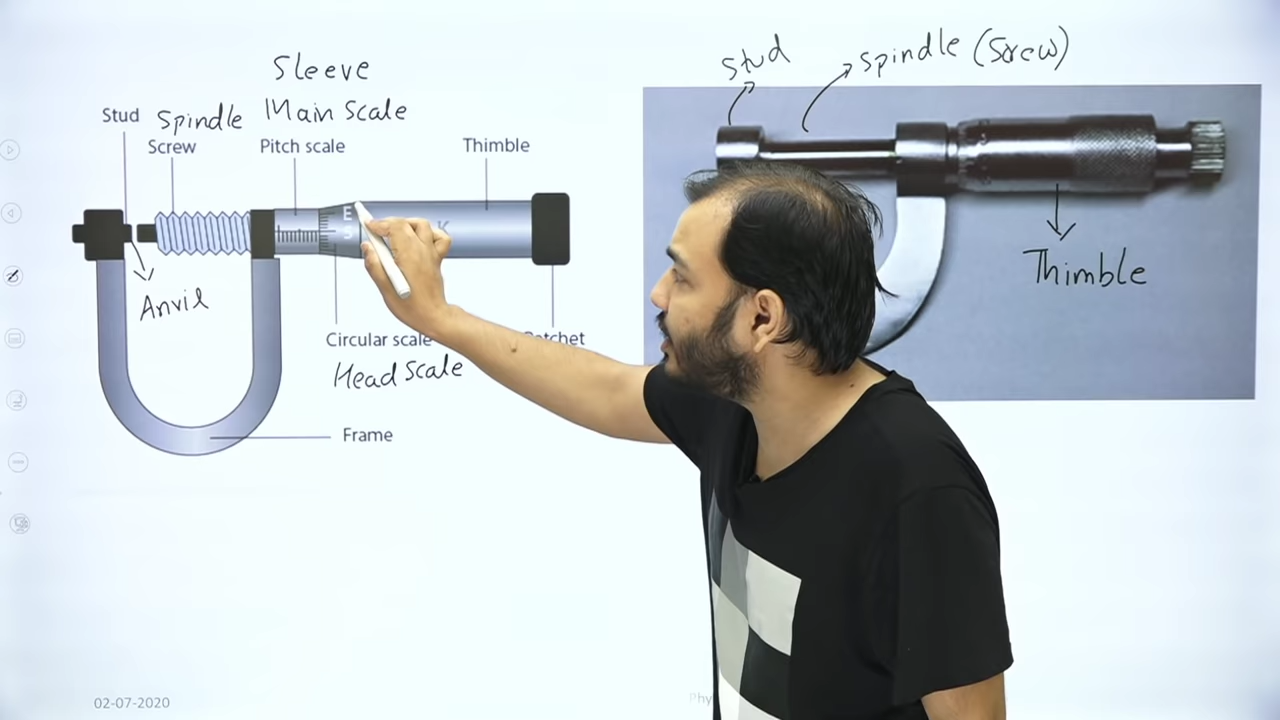 Sleeve
Main Scale
Stud
Spindle
Screw
Pitch scale
Thimble
E
S
K
Anvil
Circular scale
Head Scale
Frame
Stud
Spindle (Screw)
Thimble
02-07-2020
Phy